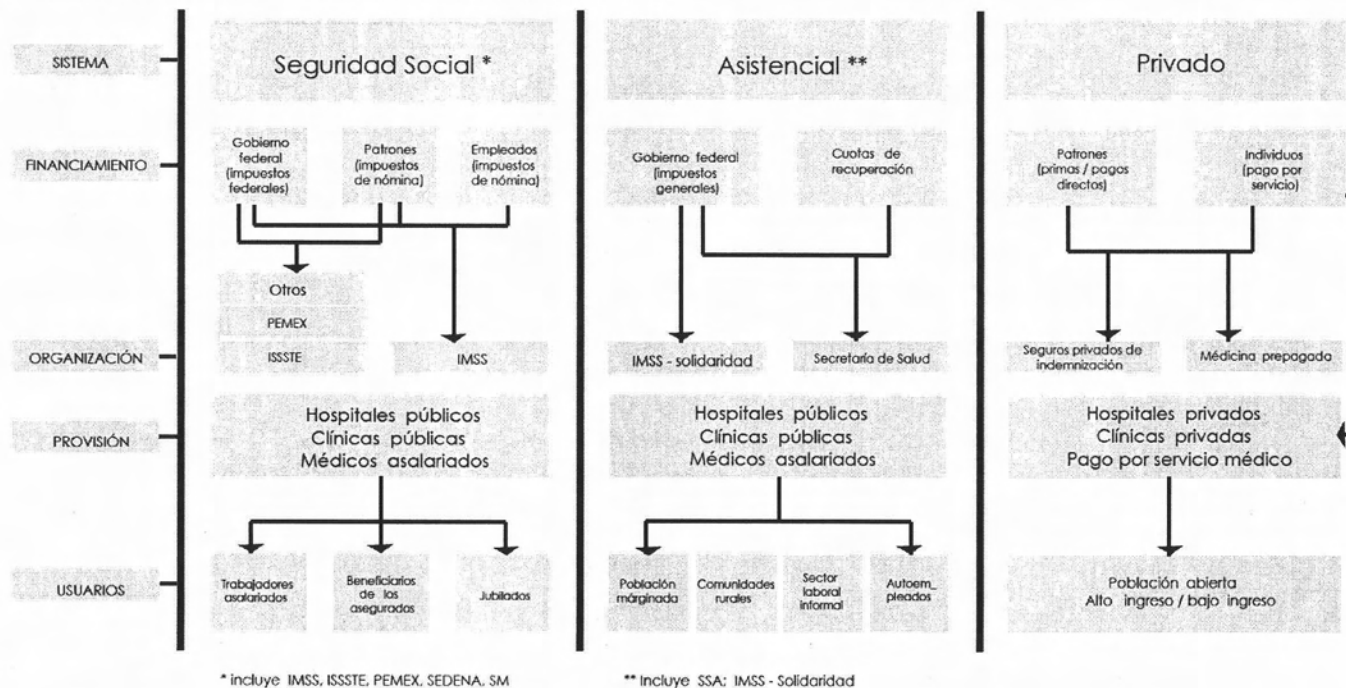 SISTEMA
Seguridad Social *
Asistencial **
Privado
FINANCIAMIENTO
Gobierno
federal
(impuestos
federales)
Patrones
(impuestos
de nómina)
Empleados
(impuestos
de nómina)
Gobierno federal
(impuestos
generales)
Cuotas de
recuperación
Patrones
(primas / pagos
directos)
Individuos
(pago por
servicio)
Otros
PEMEX
ORGANIZACIÓN
ISSSTE
IMSS
IMSS - solidaridad
Secretaría de Salud
Seguros privados de
indemnización
Médicina prepagada
PROVISIÓN
Hospitales públicos
Clínicas públicas
Médicos asalariados
Hospitales públicos
Clínicas públicas
Médicos asalariados
Hospitales privados
Clínicas privadas
Pago por servicio médico
USUARIOS
Trabajadores
asalariados
Beneficiarios
de los
aseguradas
Jubilados
Población
márginada
Comunidades
rurales
Sector
laboral
informal
Autoem_
pleados
Población abierta
Alto ingreso / bajo ingreso
* incluye IMSS, ISSSTE, PEMEX, SEDENA, SM
** Incluye SSA; IMSS - Solidaridad